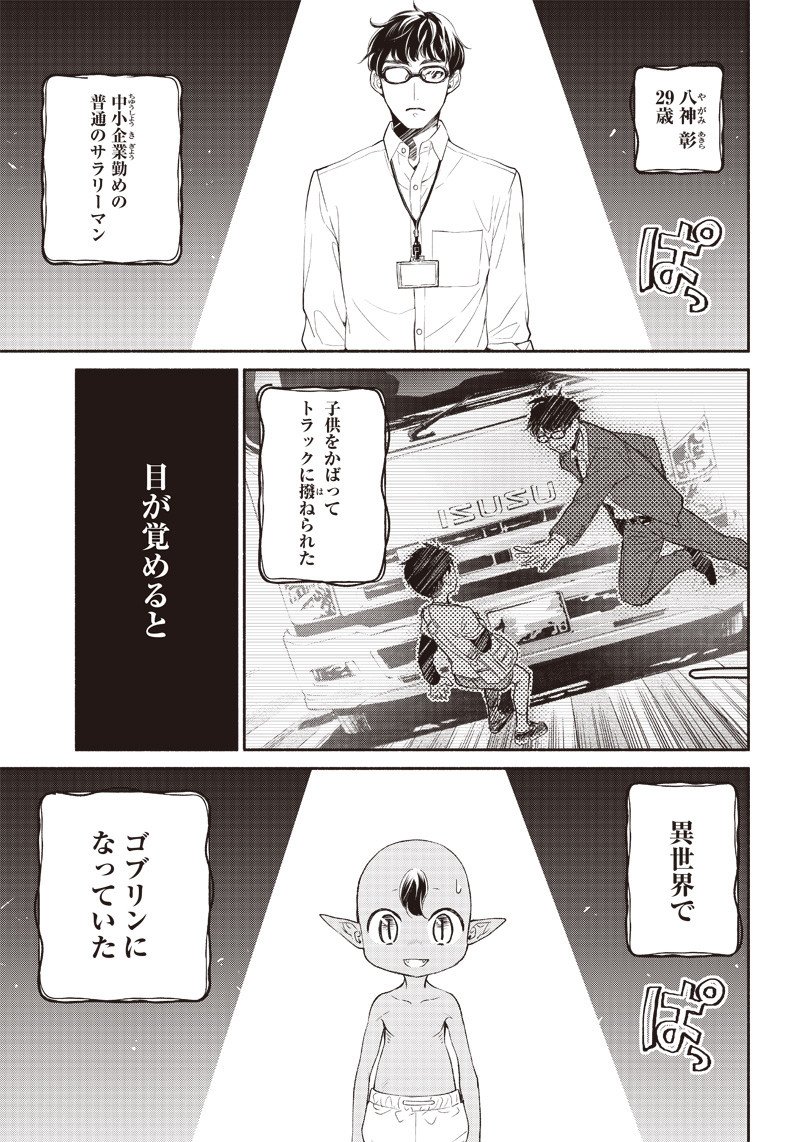 八神 彰
29歳
ぱっ
中小企業勤めの
普通のサラリーマン
子供をかばって
トラックに撥ねられた
ISUZU
目が覚めると
異世界で
ぱっ
ゴブリンに
なっていた